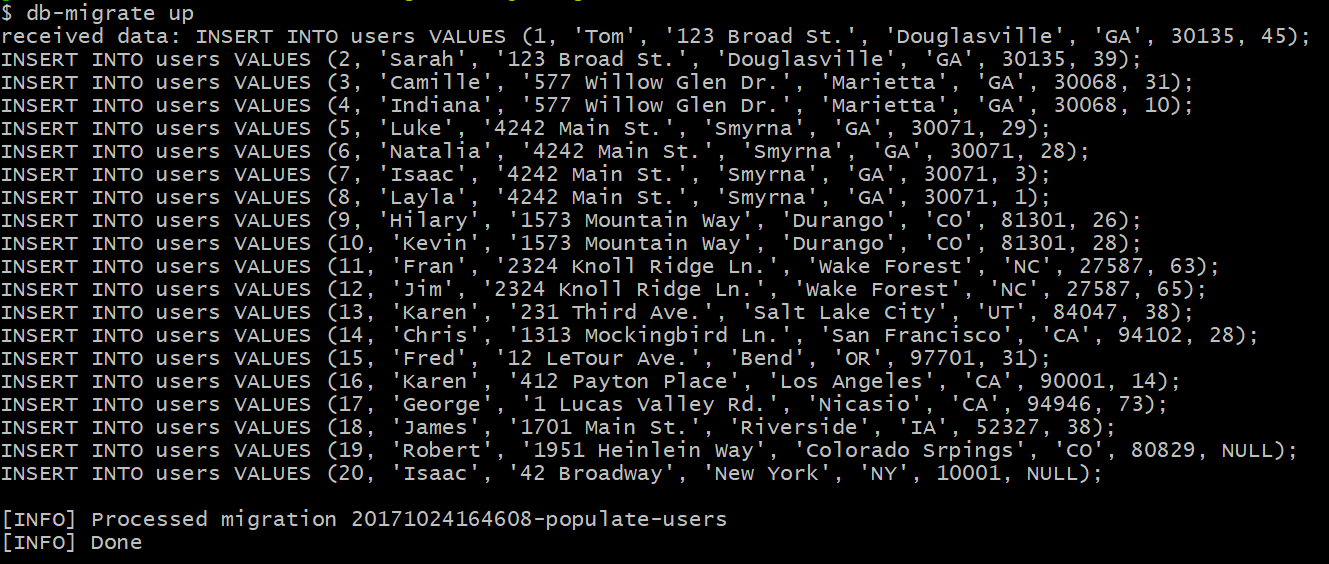 $ db-migrate up
received data: INSERT INTO users VALUES (1, 'Tom', '123 Broad St.', 'Douglasville', 'GA', 30135, 45);
INSERT INTO users VALUES (2, 'Sarah', '123 Broad St.', 'Douglasville', 'GA', 30135, 39);
INSERT INTO users VALUES (3, 'Camille', '577 Willow Glen Dr.', 'Marietta', 'GA', 30068, 31);
INSERT INTO users VALUES (4, 'Indiana', '577 Willow Glen Dr.', 'Marietta', 'GA', 30068, 10);
INSERT INTO users VALUES (5, 'Luke', '4242 Main St.', 'Smyrna', 'GA', 30071, 29);
INSERT INTO users VALUES (6, 'Natalia', '4242 Main St.', 'Smyrna', 'GA', 30071, 28);
INSERT INTO users VALUES (7, 'Isaac', '4242 Main St.', 'Smyrna', 'GA', 30071, 3);
INSERT INTO users VALUES (8, 'Layla', '4242 Main St.', 'Smyrna', 'GA', 30071, 1);
INSERT INTO users VALUES (9, 'Hilary', '1573 Mountain Way', 'Durango', 'CO', 81301, 26);
INSERT INTO users VALUES (10, 'Kevin', '1573 Mountain Way', 'Durango', 'CO', 81301, 28);
INSERT INTO users VALUES (11, 'Fran', '2324 Knoll Ridge Ln.', 'Wake Forest', 'NC', 27587, 63);
INSERT INTO users VALUES (12, 'Jim', '2324 Knoll Ridge Ln.', 'Wake Forest', 'NC', 27587, 65);
INSERT INTO users VALUES (13, 'Karen', '231 Third Ave.', 'Salt Lake City', 'UT', 84047, 38);
INSERT INTO users VALUES (14, 'Chris', '1313 Mockingbird Ln.', 'San Francisco', 'CA', 94102, 28);
INSERT INTO users VALUES (15, 'Fred', '12 LeTour Ave.', 'Bend', 'OR', 97701, 31);
INSERT INTO users VALUES (16, 'Karen', '412 Payton Place', 'Los Angeles', 'CA', 90001, 14);
INSERT INTO users VALUES (17, 'George', '1 Lucas Valley Rd.', 'Nicasio', 'CA', 94946, 73);
INSERT INTO users VALUES (18, 'James', '1701 Main St.', 'Riverside', 'IA', 52327, 38);
INSERT INTO users VALUES (19, 'Robert', '1951 Heinlein Way', 'Colorado Srpings', 'CO', 80829, NULL);
INSERT INTO users VALUES (20, 'Isaac', '42 Broadway', 'New York', 'NY', 10001, NULL);
[INFO] Processed migration 20171024164608-populate-users
[INFO] Done